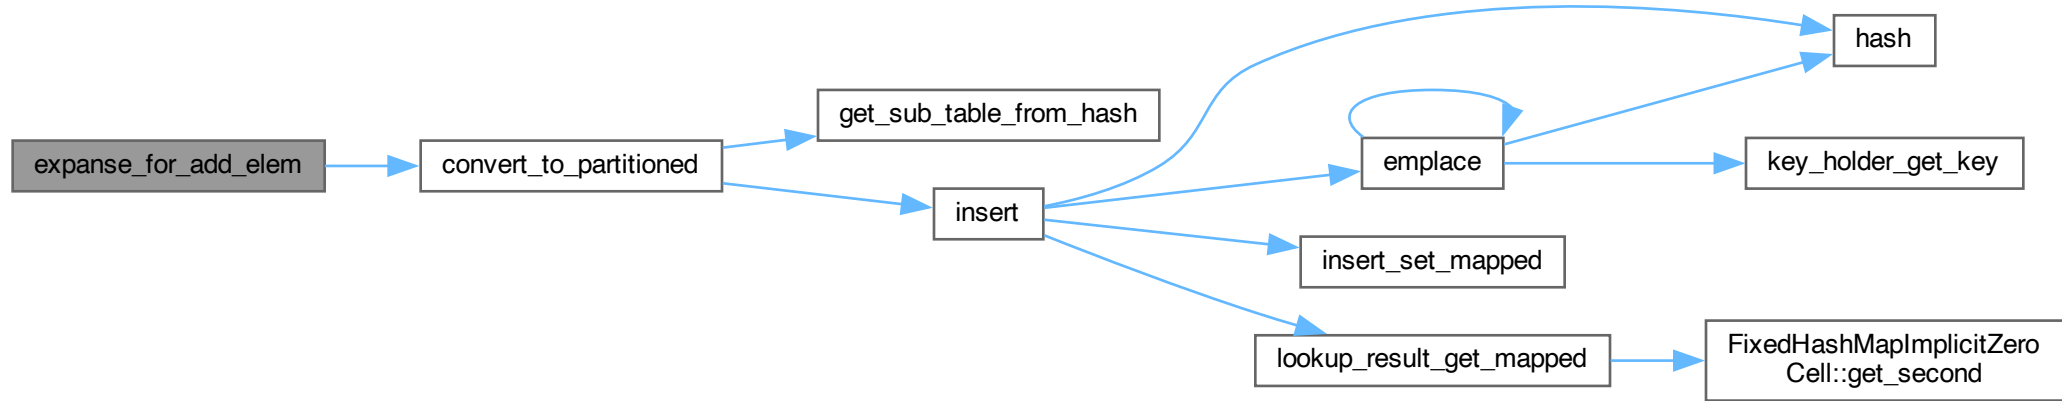 hash
get_sub_table_from_hash
expanse_for_add_elem
convert_to_partitioned
emplace
key_holder_get_key
insert
insert_set_mapped
lookup_result_get_mapped
FixedHashMapImplicitZero
Cell::get_second